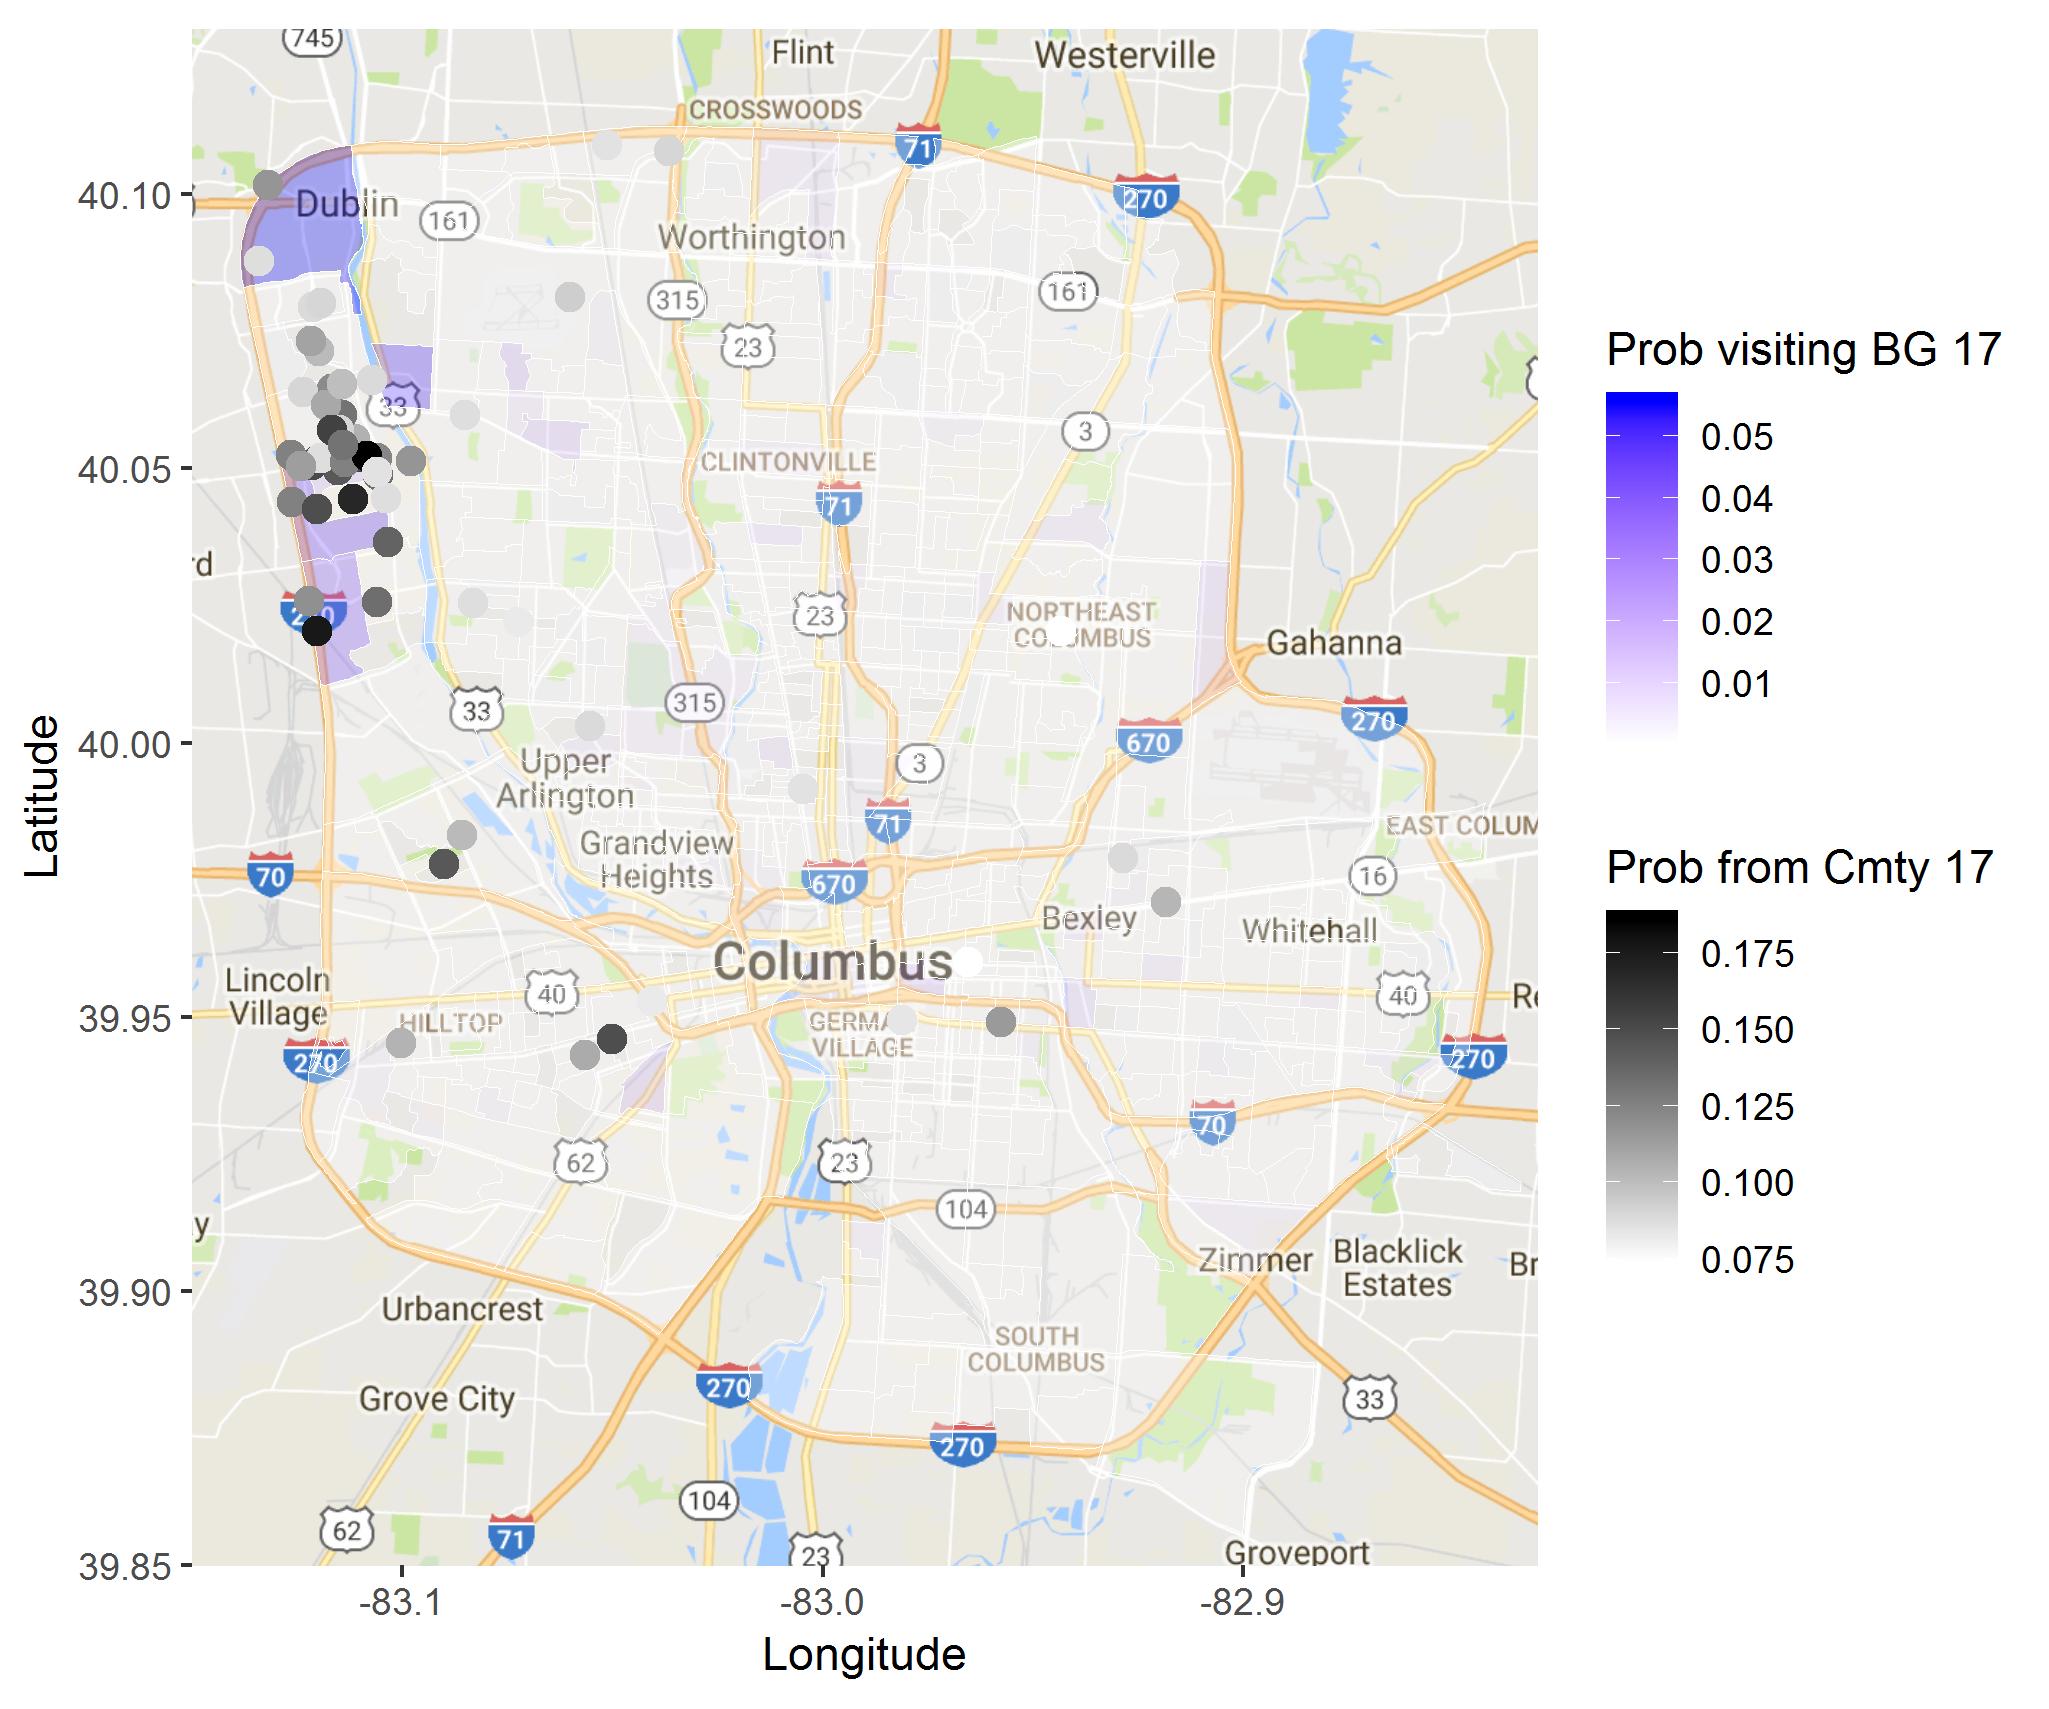 745
Flint
Westerville
CROSSWOODS
71
270
40.10
Dublin
161
Worthington
315
161
23
33
3
40.05
CLINTONVILLE
71
rd
270
23
NORTHEAST
COLUMBUS
Gahanna
33
315
270
670
40.00
3
Upper
Arlington
71
EAST COLUM
Grandview
Heights
70
670
16
Bexley
Whitehall
Columbus
Lincoln
Village
40
40
Re
39.95
HILLTOP
GERMA
VILLAGE
270
270
70
62
23
104
y
Zimmer
Blacklick
Estates
Br
39.90
Urbancrest
SOUTH
COLUMBUS
270
Grove City
33
270
104
62
71
23
Groveport
39.85
-83.1
-83.0
-82.9
Longitude
Latitude
Prob visiting BG 17
0.05
0.04
0.03
0.02
0.01
Prob from Cmty 17
0.175
0.150
0.125
0.100
0.075